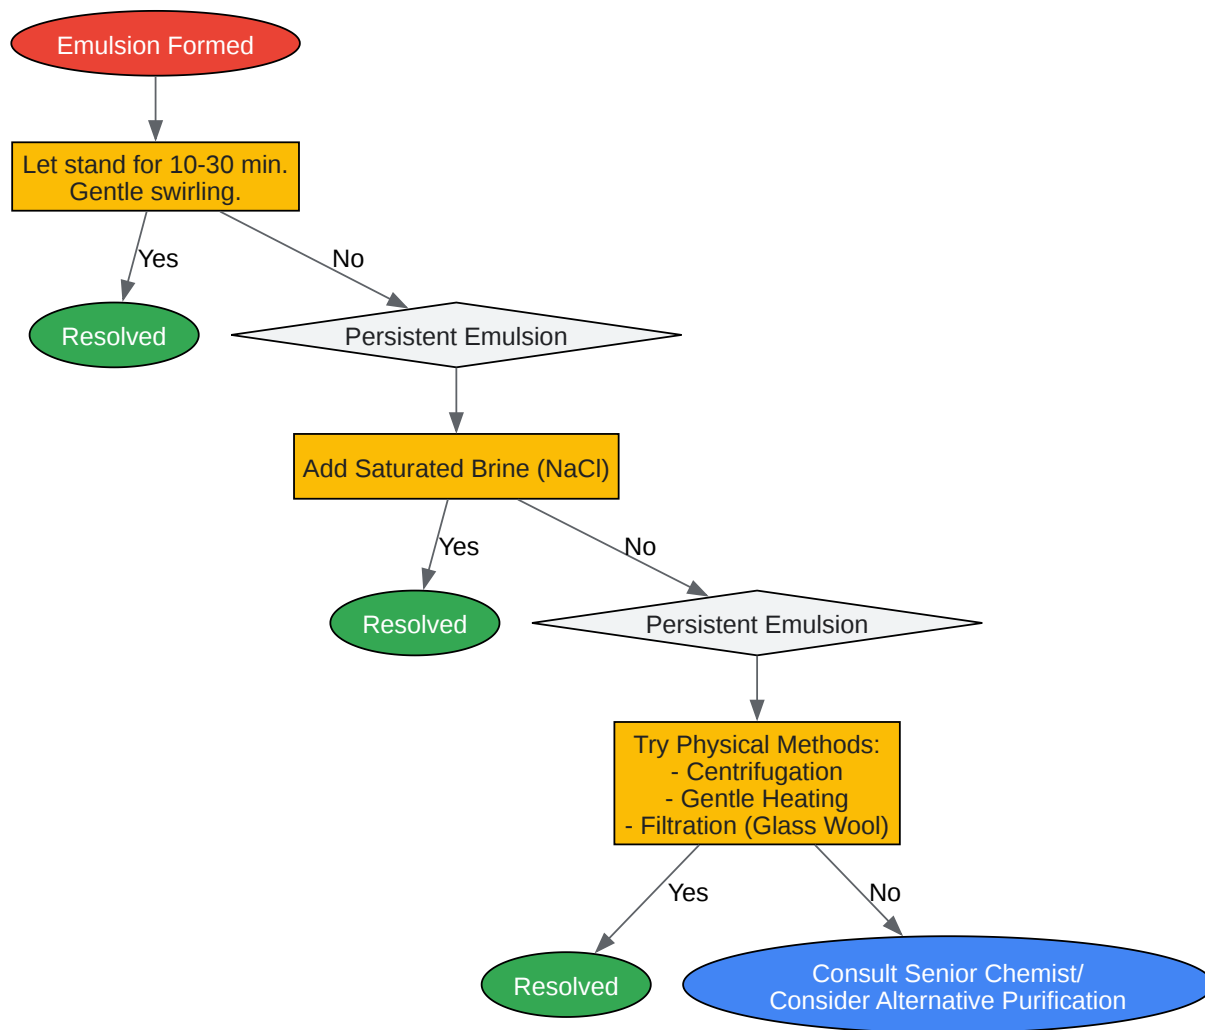 Emulsion Formed
Let stand for 10-30 min.
Gentle swirling.
Yes
No
Resolved
Persistent Emulsion
Add Saturated Brine (NaCl)
Yes
No
Resolved
Persistent Emulsion
Try Physical Methods:
- Centrifugation
- Gentle Heating
- Filtration (Glass Wool)
Yes
No
Resolved
Consult Senior Chemist/
Consider Alternative Purification